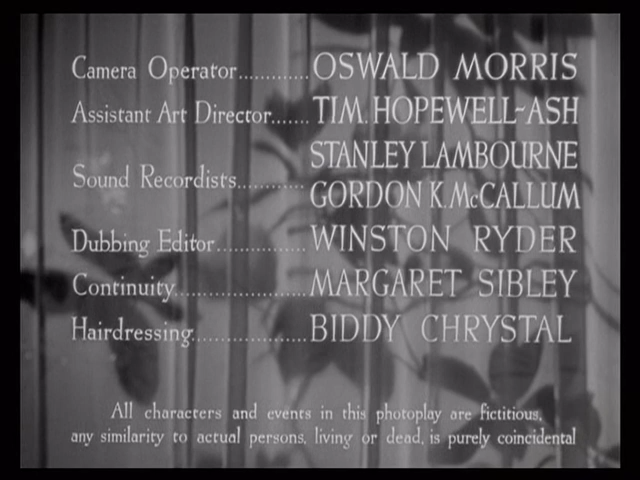 Camera Operator.............OSWALD MORRIS
Assistant Art Director.......TIM. HOPEWELL-ASH
Sound Recordists............STANLEY LAMBOURNE
GORDON K. McCALLUM
Dubbing Editor................WINSTON RYDER
Continuity.......................MARGARET SIBLEY
Hairdressing....................BIDDY CHRYSTAL
All characters and events in this photoplay are fictitious,
any similarity to actual persons, living or dead, is purely coincidental